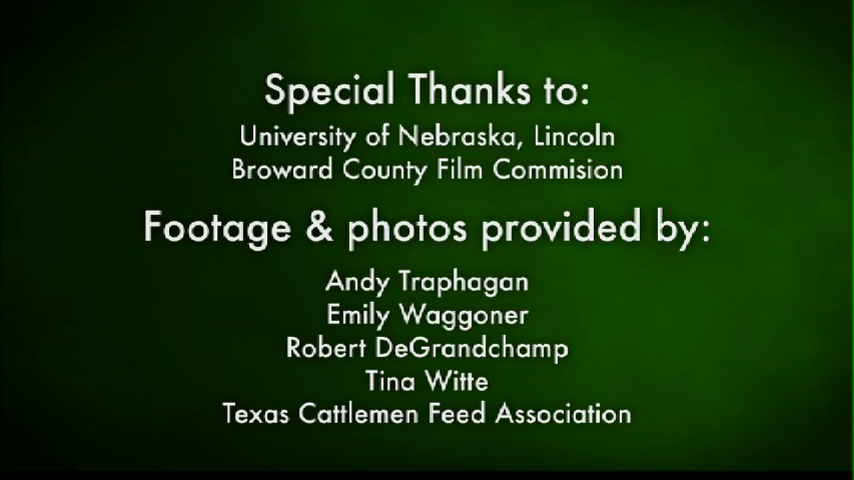 Special Thanks to:
University of Nebraska, Lincoln
Broward County Film Commision
Footage & photos provided by:
Andy Traphagan
Emily Waggoner
Robert DeGrandchamp
Tina Witte
Texas Cattlemen Feed Association